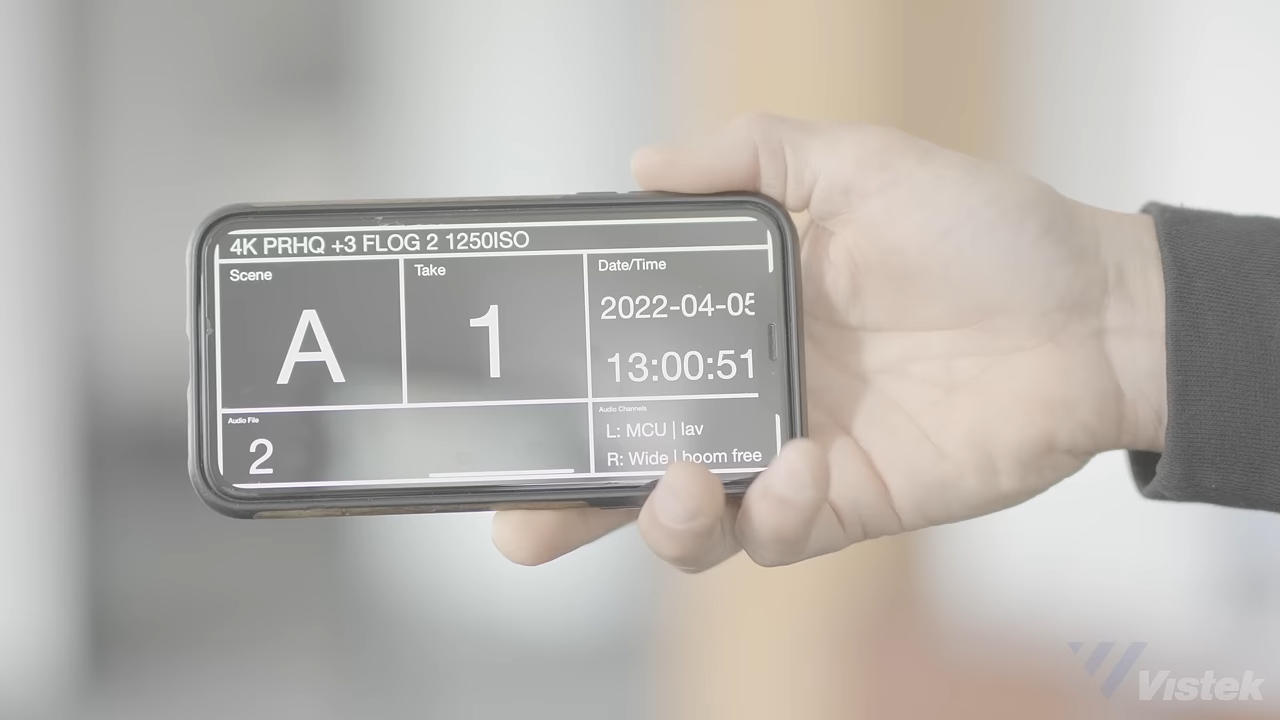 4K PRHQ +3 FLOG 2 1250ISO
Scene
A
Take
1
Date/Time
2022-04-05
13:00:51
Audio File
2
Audio Channels
L: MCU | lav
R: Wide | boom free
Vistek